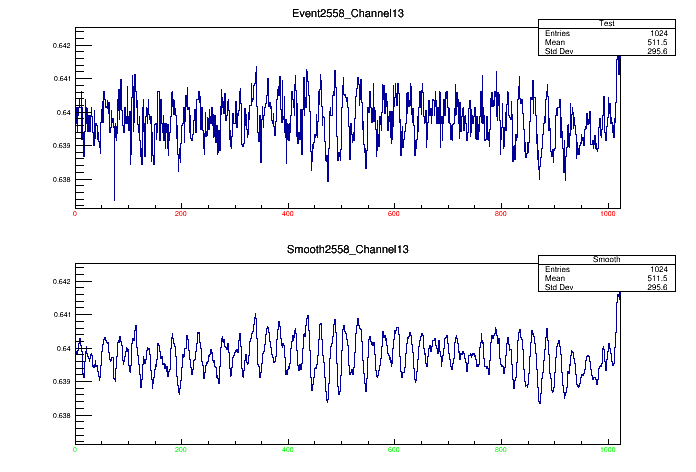 Event2558_Channel13
Test
Entries 1024
Mean 511.5
Std Dev 295.6
0.642
0.641
0.64
0.639
0.638
0 200 400 600 800 1000
Smooth2558_Channel13
Smooth
Entries 1024
Mean 511.5
Std Dev 295.6
0.642
0.641
0.64
0.639
0.638
0 200 400 600 800 1000